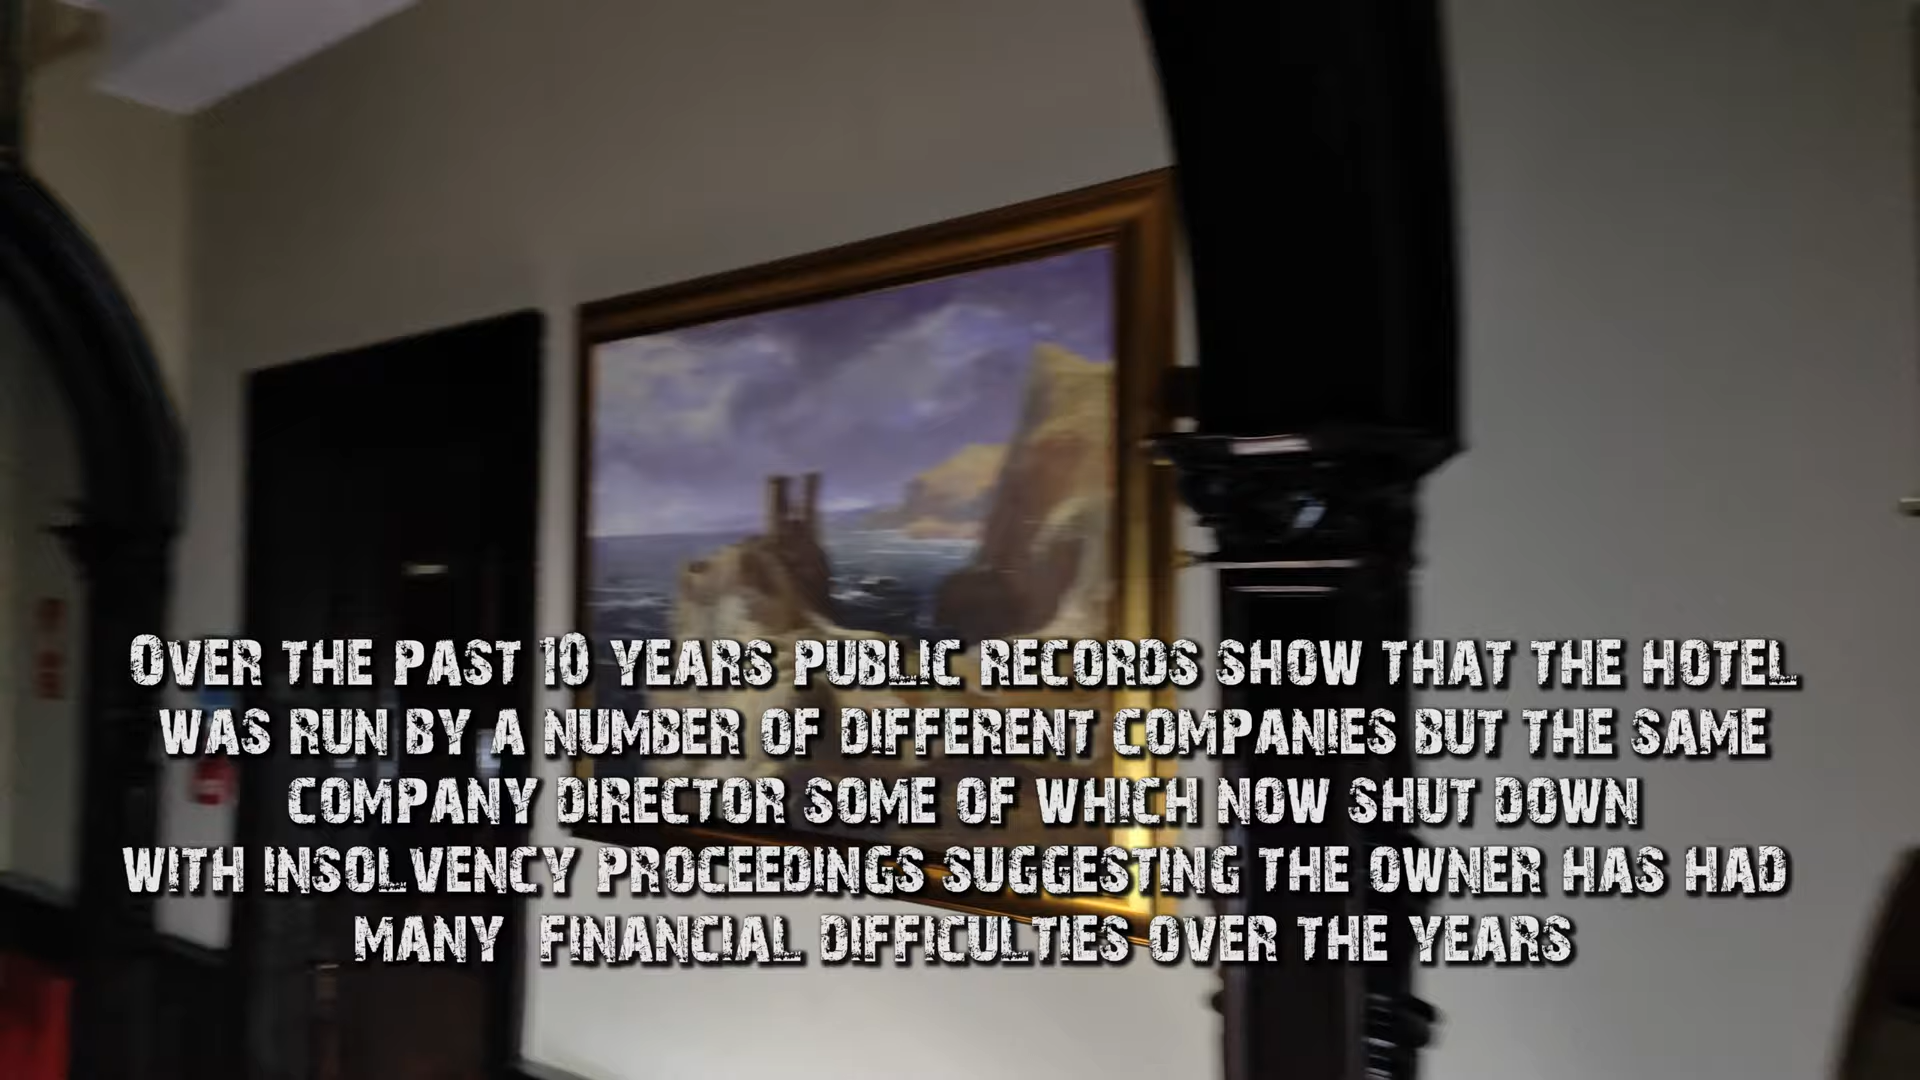 Over the past 10 years public records show that the hotel
was run by a number of different companies but the same
company director some of which now shut down
with insolvency proceedings suggesting the owner has had
many  financial difficulties over the years